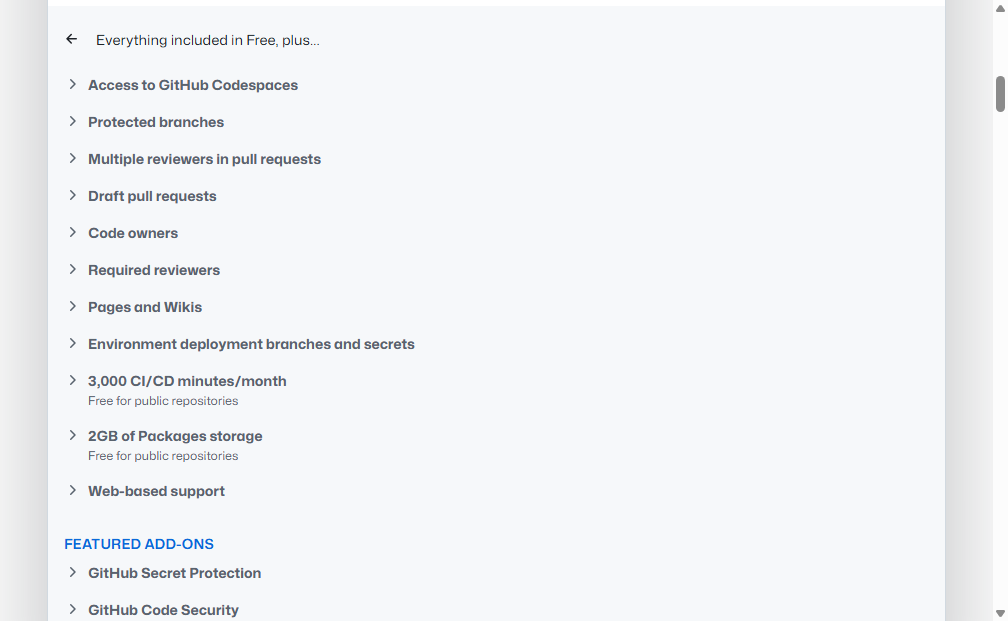 Everything included in Free, plus...
Access to GitHub Codespaces
Protected branches
Multiple reviewers in pull requests
Draft pull requests
Code owners
Required reviewers
Pages and Wikis
Environment deployment branches and secrets
3,000 CI/CD minutes/month
Free for public repositories
2GB of Packages storage
Free for public repositories
Web-based support
FEATURED ADD-ONS
GitHub Secret Protection
GitHub Code Security